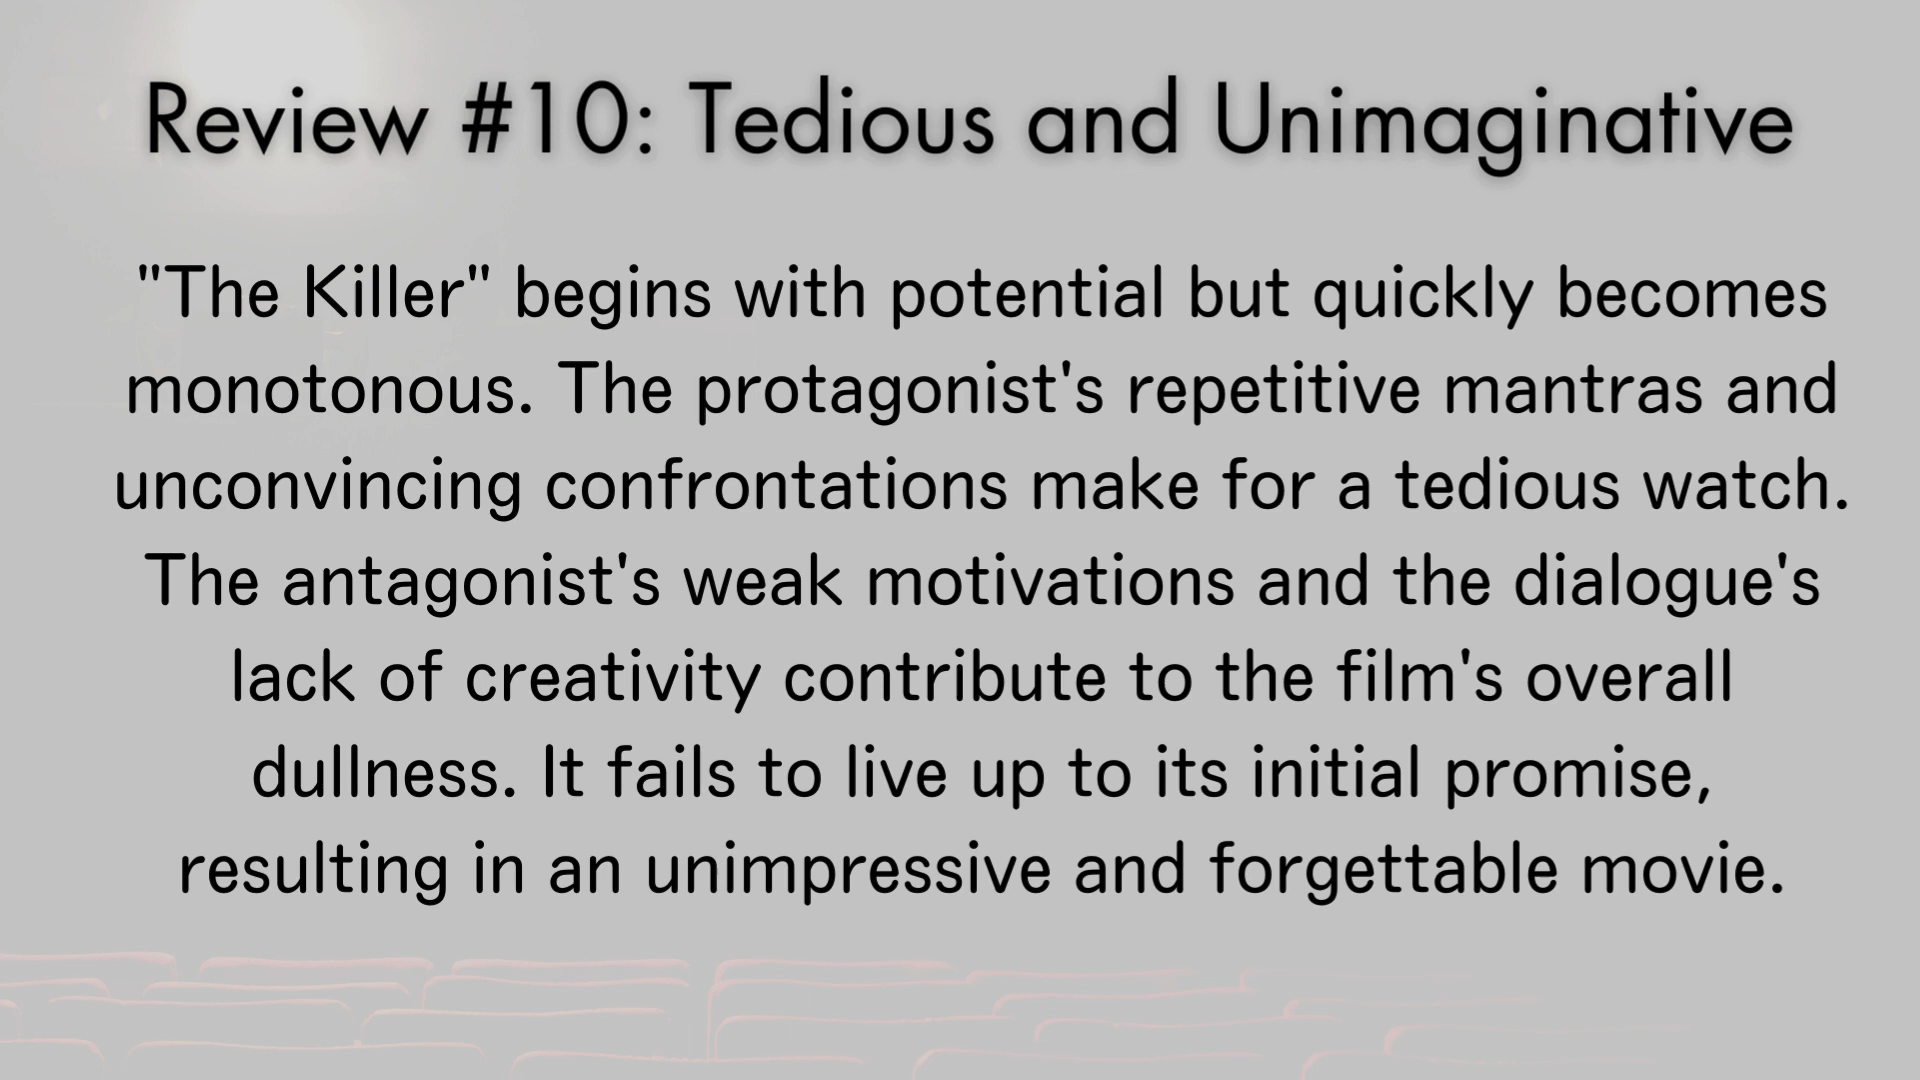 Review #10: Tedious and Unimaginative
"The Killer" begins with potential but quickly becomes
monotonous. The protagonist's repetitive mantras and
unconvincing confrontations make for a tedious watch.
The antagonist's weak motivations and the dialogue's
lack of creativity contribute to the film's overall
dullness. It fails to live up to its initial promise,
resulting in an unimpressive and forgettable movie.